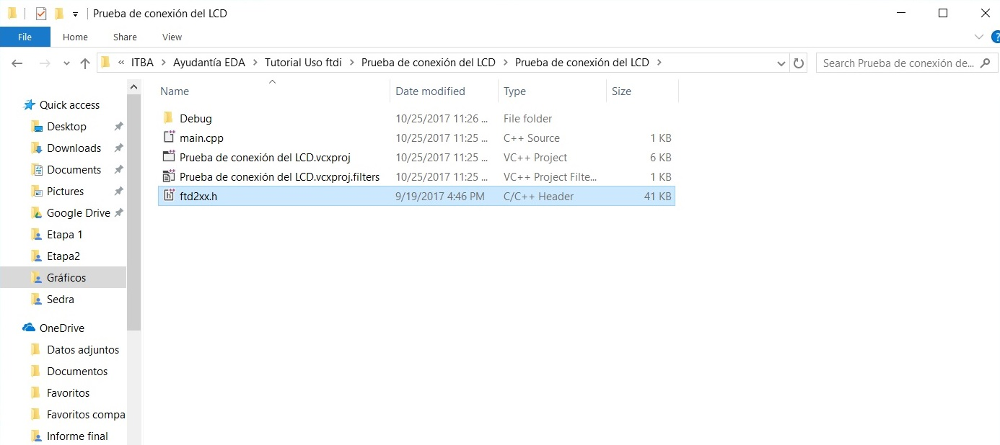 Prueba de conexión del LCD
File Home Share View
« ITBA > Ayudantía EDA > Tutorial Uso ftdi > Prueba de conexión del LCD > Prueba de conexión del LCD >
Search Prueba de conexión de...
Name Date modified Type Size
Quick access
Desktop
Downloads
Documents
Pictures
Google Drive
Etapa 1
Etapa2
Gráficos
Sedra
OneDrive
Datos adjuntos
Documentos
Favoritos
Favoritos compa
Informe final
Debug 10/25/2017 11:26 ... File folder
main.cpp 10/25/2017 11:25 ... C++ Source 1 KB
Prueba de conexión del LCD.vcxproj 10/25/2017 11:25 ... VC++ Project 6 KB
Prueba de conexión del LCD.vcxproj.filters 10/25/2017 11:25 ... VC++ Project Filte... 1 KB
ftd2xx.h 9/19/2017 4:46 PM C/C++ Header 41 KB